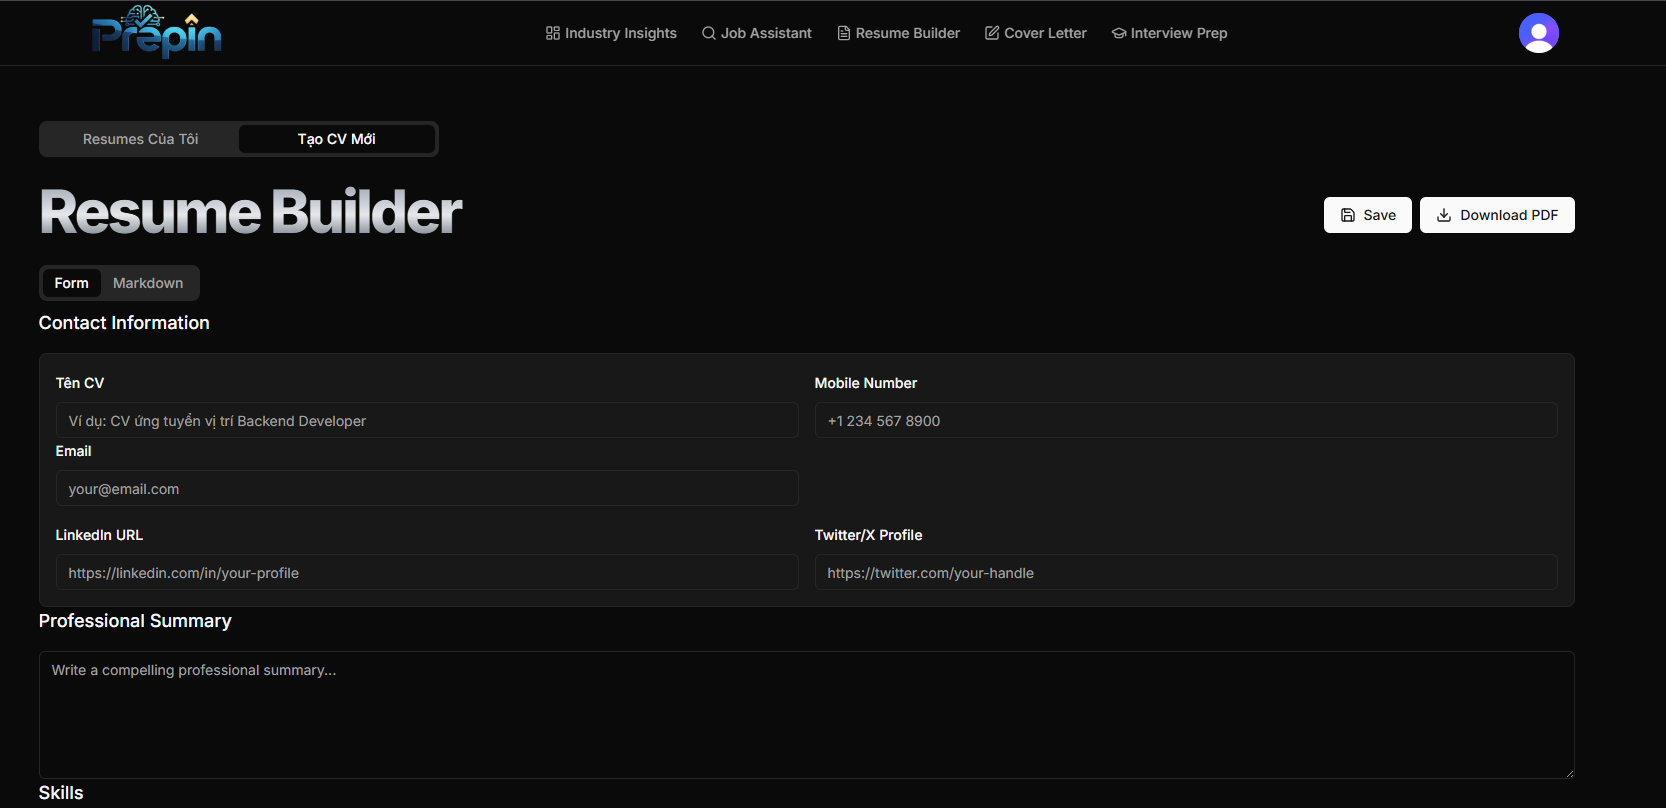 Prepin
Industry Insights
Job Assistant
Resume Builder
Cover Letter
Interview Prep
Resumes Của Tôi
Tạo CV Mới
Resume Builder
Save
Download PDF
Form
Markdown
Contact Information
Tên CV
Mobile Number
Ví dụ: CV ứng tuyển vị trí Backend Developer
+1 234 567 8900
Email
your@email.com
LinkedIn URL
Twitter/X Profile
https://linkedin.com/in/your-profile
https://twitter.com/your-handle
Professional Summary
Write a compelling professional summary...
Skills